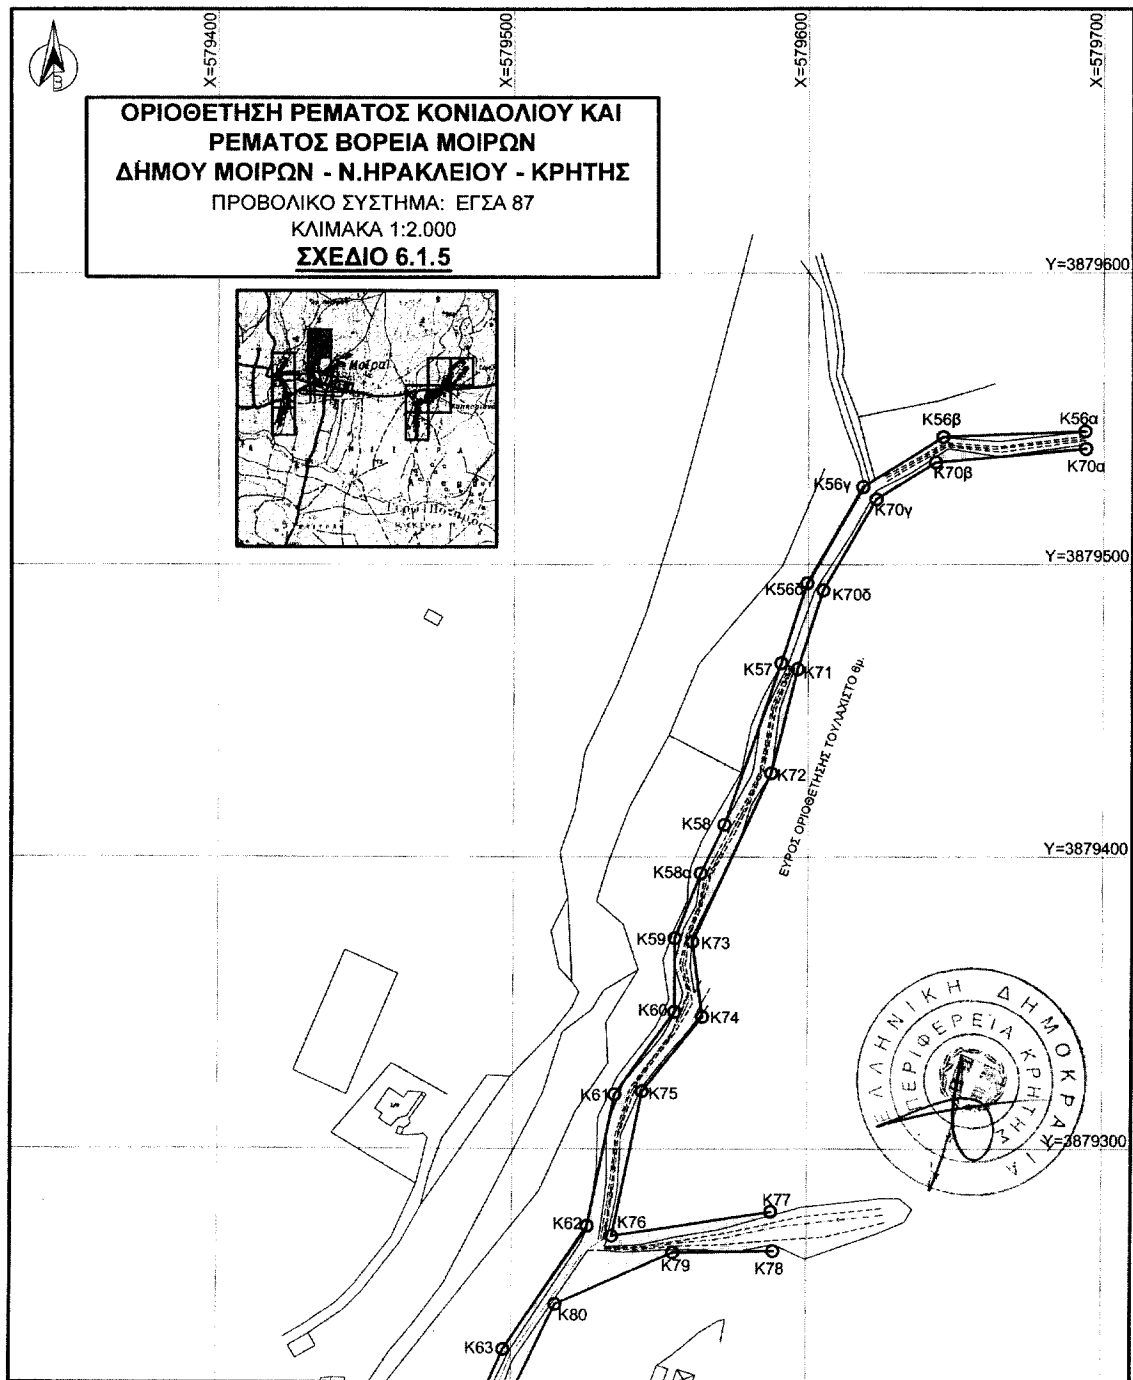 X=579400
X=579500
X=579600
X=579700
ΟΡΙΟΘΕΤΗΣΗ ΡΕΜΑΤΟΣ ΚΟΝΙΔΟΛΙΟΥ ΚΑΙ
ΡΕΜΑΤΟΣ ΒΟΡΕΙΑ ΜΟΙΡΩΝ
ΔΗΜΟΥ ΜΟΙΡΩΝ - Ν.ΗΡΑΚΛΕΙΟΥ - ΚΡΗΤΗΣ
ΠΡΟΒΟΛΙΚΟ ΣΥΣΤΗΜΑ: ΕΓΣΑ 87
ΚΛΙΜΑΚΑ 1:2.000
ΣΧΕΔΙΟ 6.1.5
Y=3879600
Μοῖραι
K56β
K56α
K70β
K70α
K56γ
K70γ
Y=3879500
K56δ
K70δ
K57
K71
ΕΥΡΟΣ ΟΡΙΟΘΕΤΗΣΗΣ ΤΟΥΛΑΧΙΣΤΟ 6μ.
K72
K58
Y=3879400
K58α
K59
K73
K60
K74
ΕΛΛΗΝΙΚΗ ΔΗΜΟΚΡΑΤΙΑ
ΠΕΡΙΦΕΡΕΙΑ ΚΡΗΤΗΣ
K61
K75
Y=3879300
K77
K62
K76
K79
K78
K80
K63